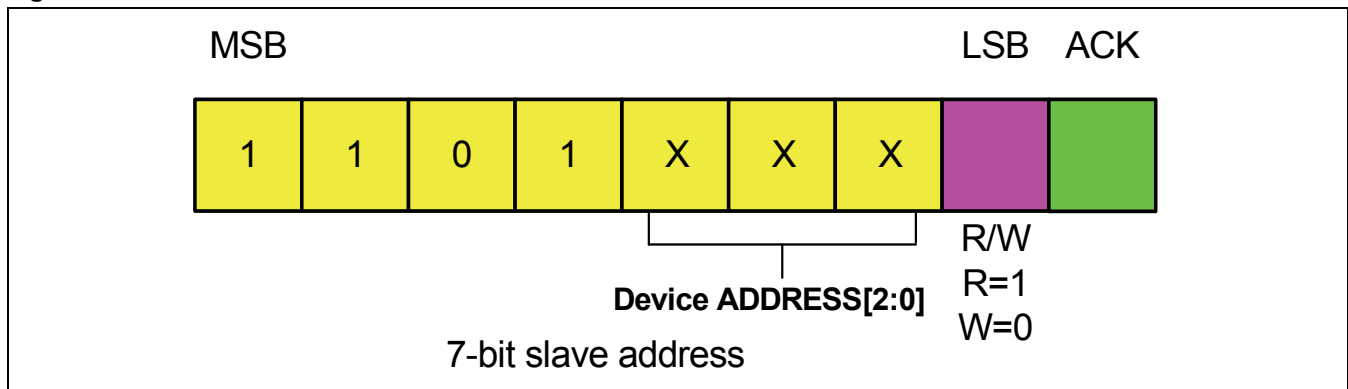 MSB LSB ACK
1 1 0 1 X X X
R/W
Device ADDRESS[2:0] R=1
W=0
7-bit slave address